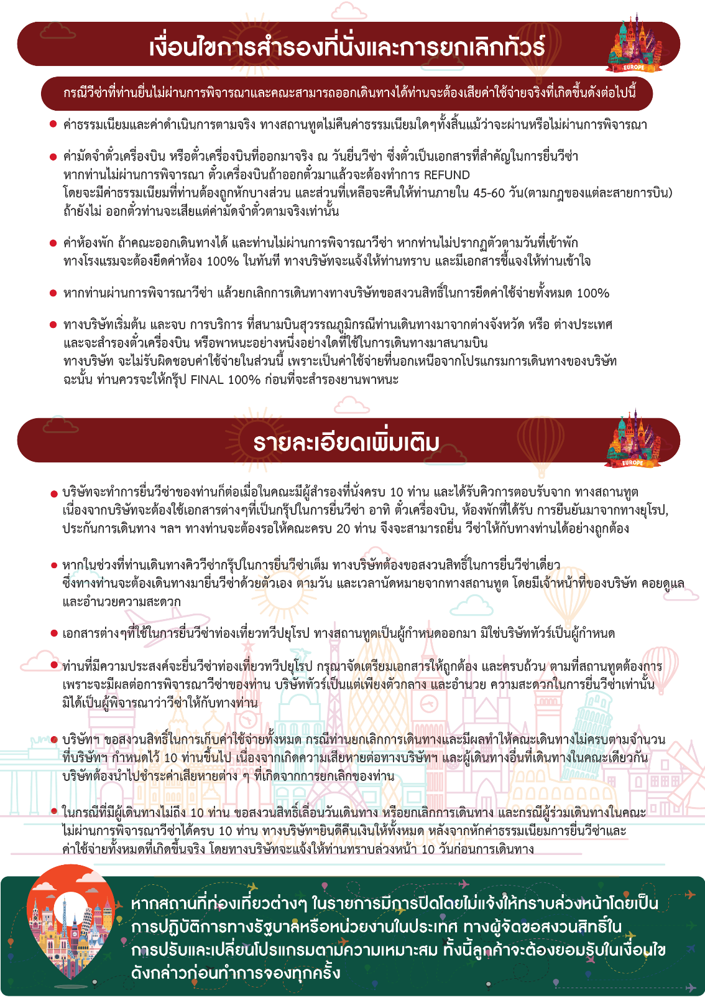 เงื่อนไขการสำรองที่นั่งและการยกเลิกทัวร์
EUROPE
กรณีวีซ่าที่ท่านยื่นไม่ผ่านการพิจารณาและคณะสามารถออกเดินทางได้ท่านจะต้องเสียค่าใช้จ่ายจริงที่เกิดขึ้นดังต่อไปนี้
ค่าธรรมเนียมและค่าดำเนินการตามจริง ทางสถานทูตไม่คืนค่าธรรมเนียมใดๆทั้งสิ้นแม้ว่าจะผ่านหรือไม่ผ่านการพิจารณา
ค่ามัดจำตั๋วเครื่องบิน หรือตั๋วเครื่องบินที่ออกมาจริง ณ วันยื่นวีซ่า ซึ่งตั๋วเป็นเอกสารที่สำคัญในการยื่นวีซ่า
หากท่านไม่ผ่านการพิจารณา ตั๋วเครื่องบินถ้าออกตั๋วมาแล้วจะต้องทำการ REFUND
โดยจะมีค่าธรรมเนียมที่ท่านต้องถูกหักบางส่วน และส่วนที่เหลือจะคืนให้ท่านภายใน 45-60 วัน(ตามกฎของแต่ละสายการบิน)
ถ้ายังไม่ ออกตั๋วท่านจะเสียแต่ค่ามัดจำตั๋วตามจริงเท่านั้น
ค่าห้องพัก ถ้าคณะออกเดินทางได้ และท่านไม่ผ่านการพิจารณาวีซ่า หากท่านไม่ปรากฏตัวตามวันที่เข้าพัก
ทางโรงแรมจะต้องยึดค่าห้อง 100% ในทันที ทางบริษัทจะแจ้งให้ท่านทราบ และมีเอกสารชี้แจงให้ท่านเข้าใจ
หากท่านผ่านการพิจารณาวีซ่า แล้วยกเลิกการเดินทางทางบริษัทขอสงวนสิทธิ์ในการยึดค่าใช้จ่ายทั้งหมด 100%
ทางบริษัทเริ่มต้น และจบ การบริการ ที่สนามบินสุวรรณภูมิกรณีท่านเดินทางมาจากต่างจังหวัด หรือ ต่างประเทศ
และจะสำรองตั๋วเครื่องบิน หรือพาหนะอย่างหนึ่งอย่างใดที่ใช้ในการเดินทางมาสนามบิน
ทางบริษัท จะไม่รับผิดชอบค่าใช้จ่ายในส่วนนี้ เพราะเป็นค่าใช้จ่ายที่นอกเหนือจากโปรแกรมการเดินทางของบริษัท
ฉะนั้น ท่านควรจะให้กรุ๊ป FINAL 100% ก่อนที่จะสำรองยานพาหนะ
รายละเอียดเพิ่มเติม
EUROPE
บริษัทจะทำการยื่นวีซ่าของท่านก็ต่อเมื่อในคณะมีผู้สำรองที่นั่งครบ 10 ท่าน และได้รับคิวการตอบรับจาก ทางสถานทูต
เนื่องจากบริษัทจะต้องใช้เอกสารต่างๆที่เป็นกรุ๊ปในการยื่นวีซ่า อาทิ ตั๋วเครื่องบิน, ห้องพักที่ได้รับ การยืนยันมาจากทางยุโรป,
ประกันการเดินทาง ฯลฯ ทางท่านจะต้องรอให้คณะครบ 20 ท่าน จึงจะสามารถยื่น วีซ่าให้กับทางท่านได้อย่างถูกต้อง
หากในช่วงที่ท่านเดินทางคิววีซ่ากรุ๊ปในการยื่นวีซ่าเต็ม ทางบริษัทต้องขอสงวนสิทธิ์ในการยื่นวีซ่าเดี่ยว
ซึ่งทางท่านจะต้องเดินทางมายื่นวีซ่าด้วยตัวเอง ตามวัน และเวลานัดหมายจากทางสถานทูต โดยมีเจ้าหน้าที่ของบริษัท คอยดูแล
และอำนวยความสะดวก
เอกสารต่างๆที่ใช้ในการยื่นวีซ่าท่องเที่ยวทวีปยุโรป ทางสถานทูตเป็นผู้กำหนดออกมา มิใช่บริษัททัวร์เป็นผู้กำหนด
ท่านที่มีความประสงค์จะยื่นวีซ่าท่องเที่ยวทวีปยุโรป กรุณาจัดเตรียมเอกสารให้ถูกต้อง และครบถ้วน ตามที่สถานทูตต้องการ
เพราะจะมีผลต่อการพิจารณาวีซ่าของท่าน บริษัททัวร์เป็นแต่เพียงตัวกลาง และอำนวย ความสะดวกในการยื่นวีซ่าเท่านั้น
มิได้เป็นผู้พิจารณาว่าวีซ่าให้กับทางท่าน
บริษัทฯ ขอสงวนสิทธิ์ในการเก็บค่าใช้จ่ายทั้งหมด กรณีท่านยกเลิกการเดินทางและมีผลทำให้คณะเดินทางไม่ครบตามจำนวน
ที่บริษัทฯ กำหนดไว้ 10 ท่านขึ้นไป เนื่องจากเกิดความเสียหายต่อทางบริษัทฯ และผู้เดินทางอื่นที่เดินทางในคณะเดียวกัน
บริษัทต้องนำไปชำระค่าเสียหายต่าง ๆ ที่เกิดจากการยกเลิกของท่าน
ในกรณีที่มีผู้เดินทางไม่ถึง 10 ท่าน ขอสงวนสิทธิ์เลื่อนวันเดินทาง หรือยกเลิกการเดินทาง และกรณีผู้ร่วมเดินทางในคณะ
ไม่ผ่านการพิจารณาวีซ่าได้ครบ 10 ท่าน ทางบริษัทฯยินดีคืนเงินให้ทั้งหมด หลังจากหักค่าธรรมเนียมการยื่นวีซ่าและ
WELCOME TO EUROPE
ค่าใช้จ่ายทั้งหมดที่เกิดขึ้นจริง โดยทางบริษัทจะแจ้งให้ท่านทราบล่วงหน้า 10 วันก่อนการเดินทาง
หากสถานที่ท่องเที่ยวต่างๆ ในรายการมีการปิดโดยไม่แจ้งให้ทราบล่วงหน้าโดยเป็น
การปฏิบัติการทางรัฐบาลหรือหน่วยงานในประเทศ ทางผู้จัดขอสงวนสิทธิ์ใน
การปรับและเปลี่ยนโปรแกรมตามความเหมาะสม ทั้งนี้ลูกค้าจะต้องยอมรับในเงื่อนไข
ดังกล่าวก่อนทำการจองทุกครั้ง